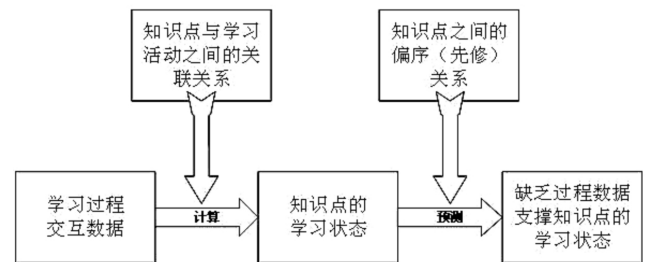 知识点与学习
活动之间的关
联关系
知识点之间的
偏序（先修）
关系
学习过程
交互数据
计算
知识点的
学习状态
预测
缺乏过程数据
支撑知识点的
学习状态